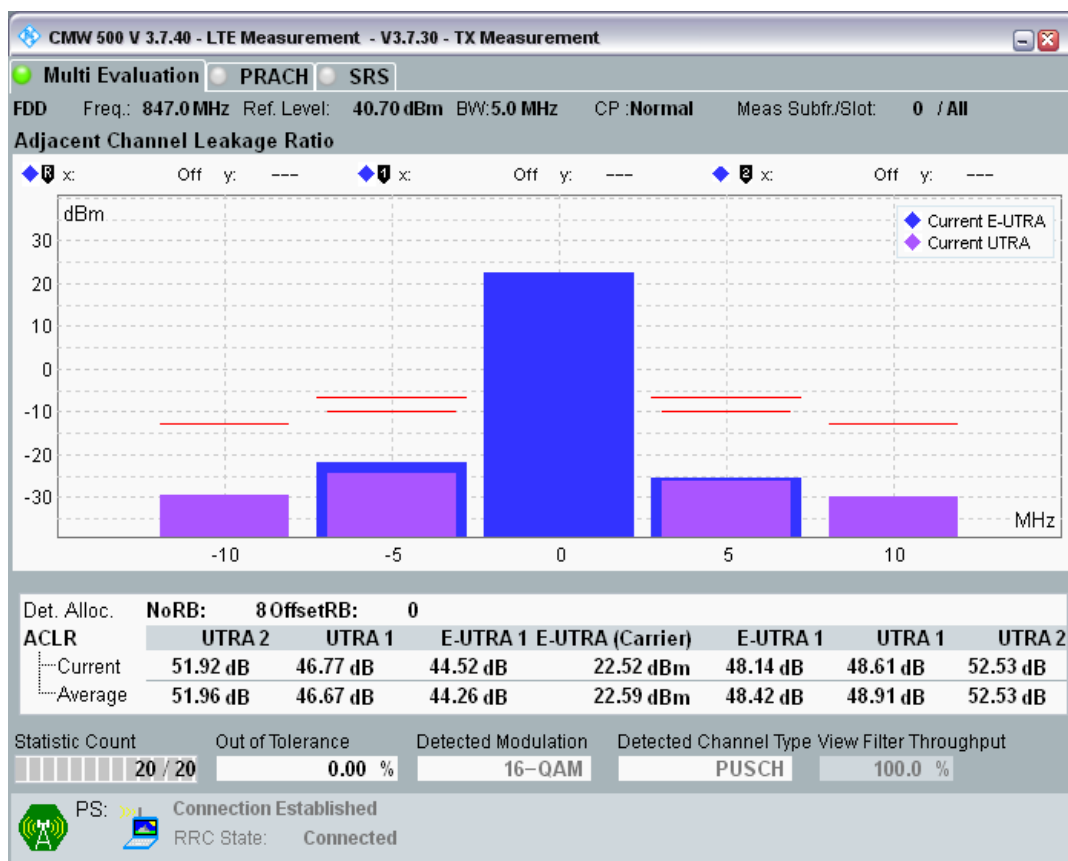 CMW 500 V 3.7.40 - LTE Measurement - V3.7.30 - TX Measurement
Multi Evaluation PRACH SRS
FDD Freq.: 847.0 MHz Ref. Level: 40.70 dBm BW:5.0 MHz CP :Normal Meas Subfr./Slot: 0 / All
Adjacent Channel Leakage Ratio
R x: Off y: --- 1 x: Off y: --- 2 x: Off y: ---
dBm
Current E-UTRA
Current UTRA
30
20
10
0
-10
-20
-30
MHz
-10 -5 0 5 10
Det. Alloc. NoRB: 8 OffsetRB: 0
ACLR UTRA 2 UTRA 1 E-UTRA 1 E-UTRA (Carrier) E-UTRA 1 UTRA 1 UTRA 2
Current 51.92 dB 46.77 dB 44.52 dB 22.52 dBm 48.14 dB 48.61 dB 52.53 dB
Average 51.96 dB 46.67 dB 44.26 dB 22.59 dBm 48.42 dB 48.91 dB 52.53 dB
Statistic Count Out of Tolerance Detected Modulation Detected Channel Type View Filter Throughput
20 / 20 0.00 % 16-QAM PUSCH 100.0 %
PS: Connection Established
RRC State: Connected